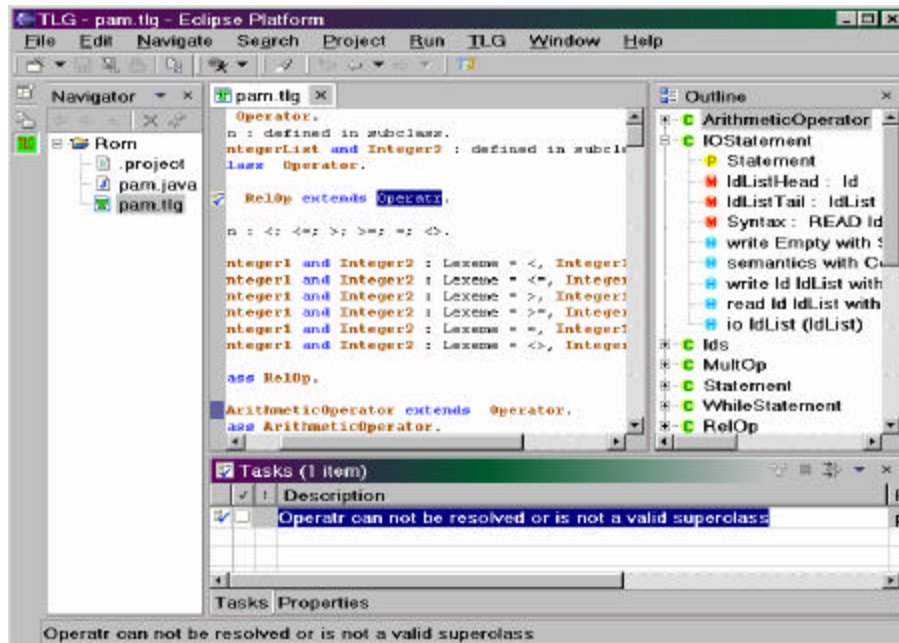 TLG - pam.tlg - Eclipse Platform
File Edit Navigate Search Project Run TLG Window Help
Navigator
Rom
.project
pam.java
pam.tlg
pam.tlg
Operator.
n : defined in subclass.
ntegerList and Integer2 : defined in subcl
lass Operator.
RelOp extends Operatr.
n : <; <=; >; >=; =; <>.
nteger1 and Integer2 : Lexeme = <, Integer1
nteger1 and Integer2 : Lexeme = <=, Integer
nteger1 and Integer2 : Lexeme = >, Integer1
nteger1 and Integer2 : Lexeme = >=, Integer
nteger1 and Integer2 : Lexeme = =, Integer1
nteger1 and Integer2 : Lexeme = <>, Integer
ass RelOp.
ArithmeticOperator extends Operator.
ass ArithmeticOperator.
Outline
C ArithmeticOperator
C IOStatement
P Statement
M IdListHead : Id
M IdListTail : IdList
M Syntax : READ Id
H write Empty with
H semantics with
H write Id IdList with
H read Id IdList with
H io IdList (IdList)
C Ids
C MultOp
C Statement
C WhileStatement
C RelOp
Tasks (1 item)
✓ ! Description
Operatr can not be resolved or is not a valid superclass
Tasks Properties
Operatr can not be resolved or is not a valid superclass